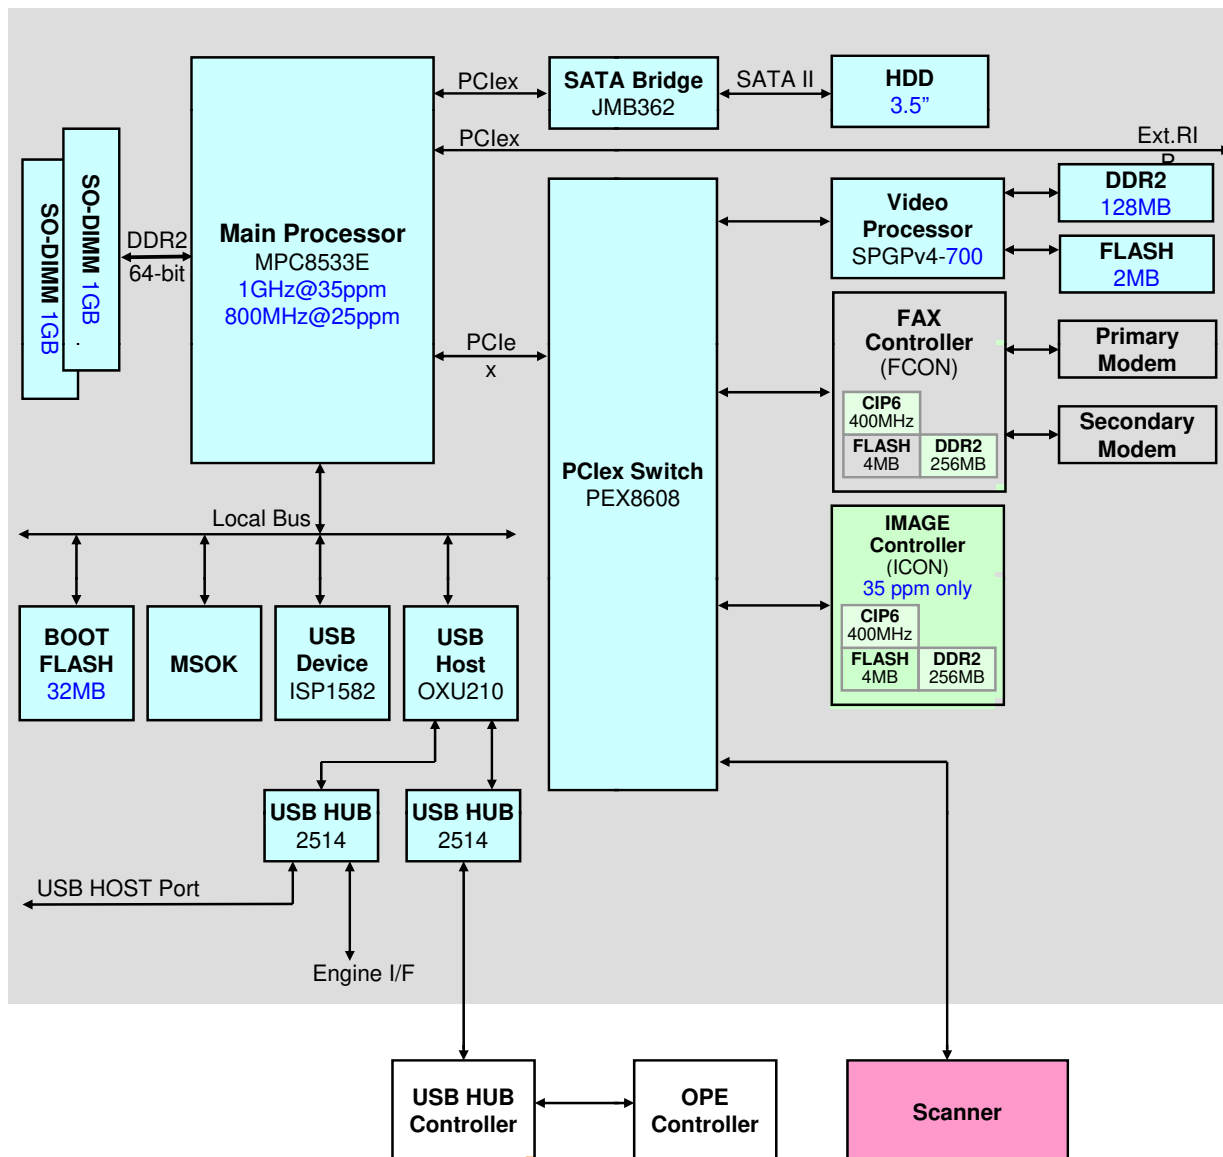 PCIex
SATA Bridge
JMB362
SATA II
HDD
3.5”
PCIex
Ext.RI
P
SO-DIMM 1GB
SO-DIMM 1GB
DDR2
64-bit
Main Processor
MPC8533E
1GHz@35ppm
800MHz@25ppm
PCIe
x
PCIex Switch
PEX8608
Video
Processor
SPGPv4-700
DDR2
128MB
FLASH
2MB
FAX
Controller
(FCON)
CIP6
400MHz
FLASH
4MB
DDR2
256MB
Primary
Modem
Secondary
Modem
IMAGE
Controller
(ICON)
35 ppm only
CIP6
400MHz
FLASH
4MB
DDR2
256MB
Local Bus
BOOT
FLASH
32MB
MSOK
USB
Device
ISP1582
USB
Host
OXU210
USB HUB
2514
USB HUB
2514
USB HOST Port
Engine I/F
USB HUB
Controller
OPE
Controller
Scanner